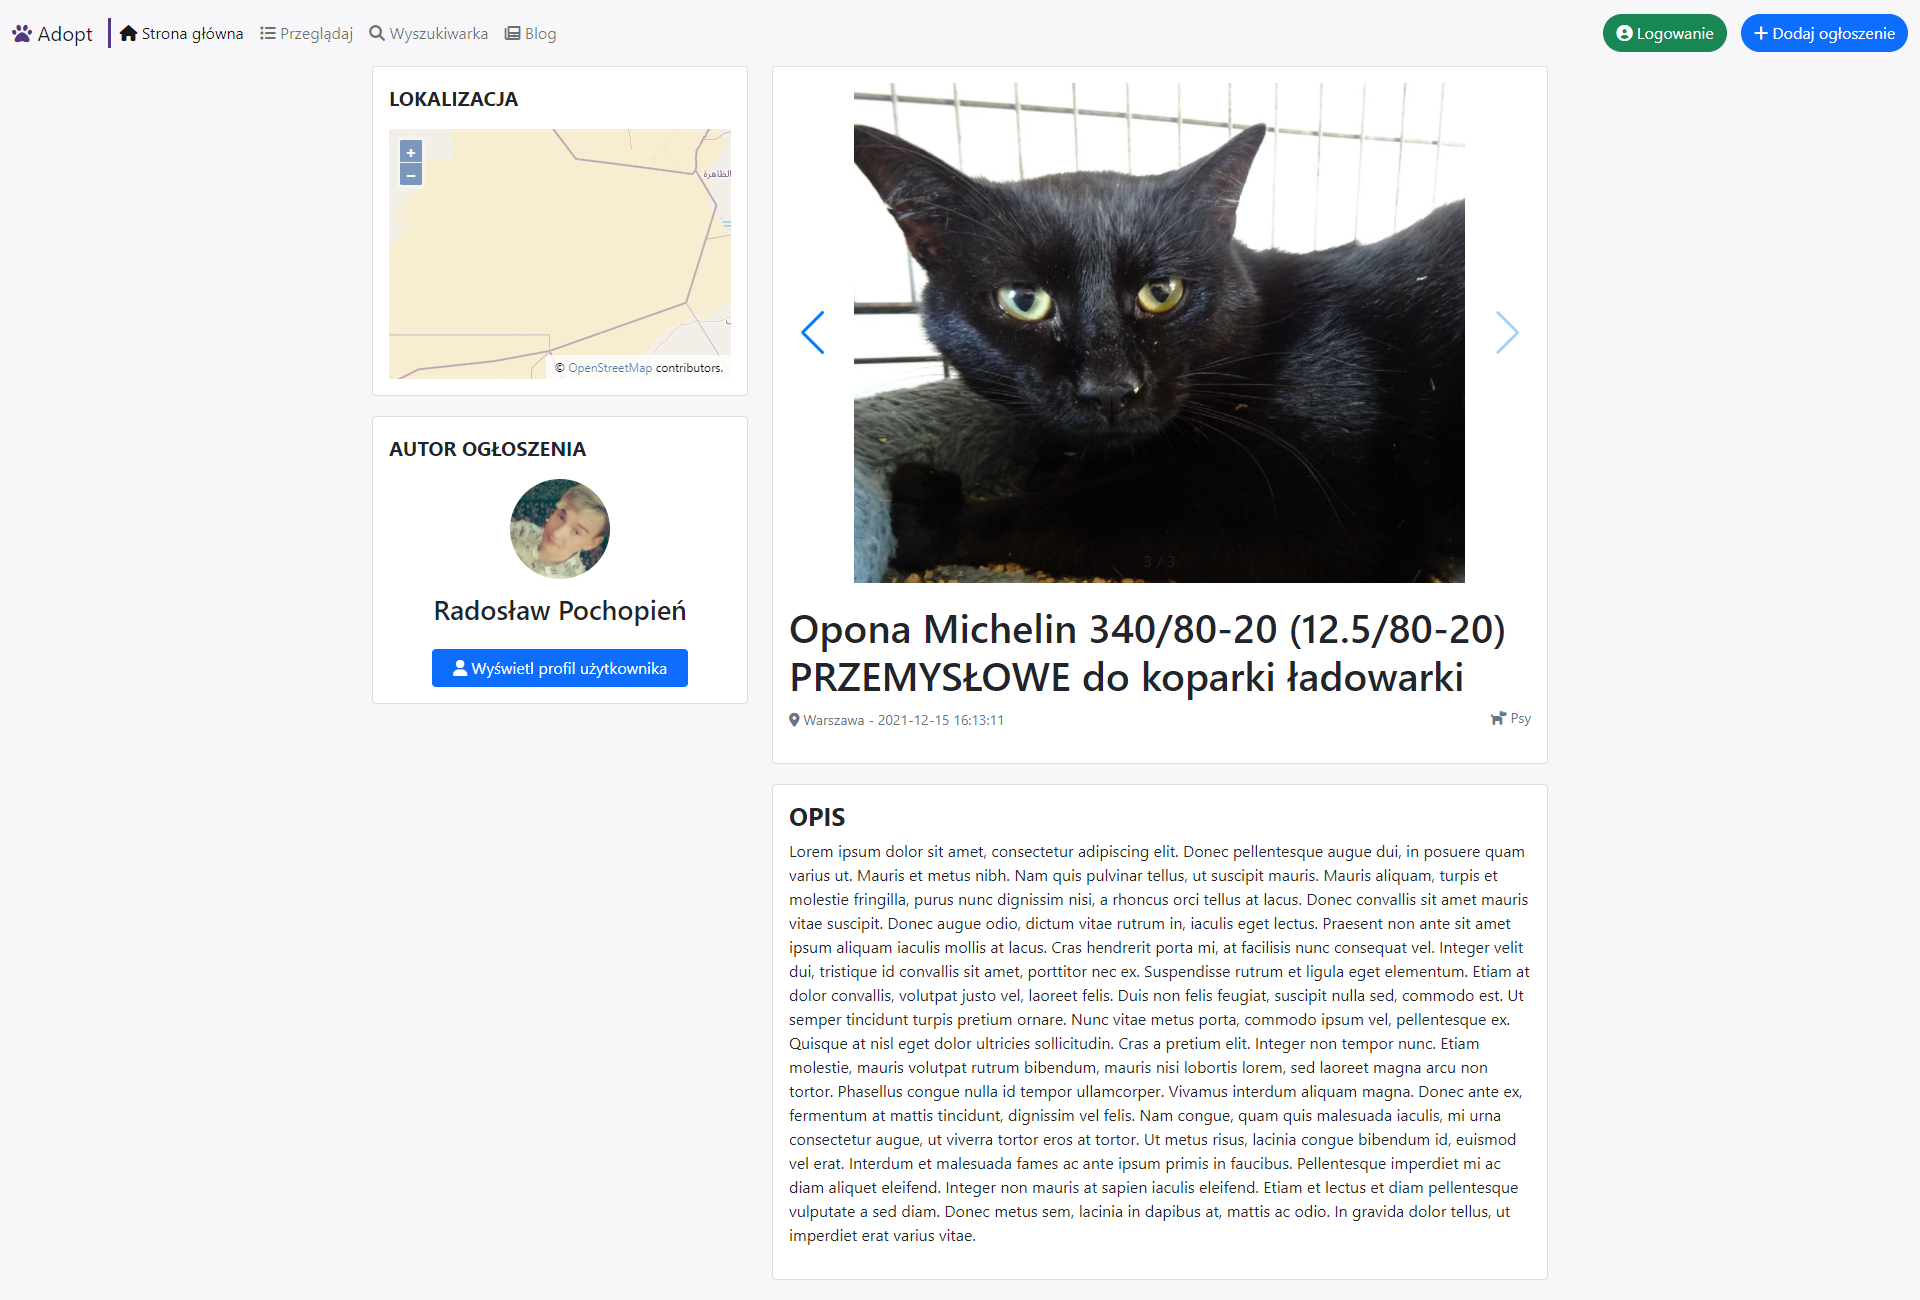 Adopt
Strona główna
Przeglądaj
Wyszukiwarka
Blog
Logowanie
Dodaj ogłoszenie
LOKALIZACJA
+
−
الظاهرة
© OpenStreetMap contributors.
AUTOR OGŁOSZENIA
Radosław Pochopień
Wyświetl profil użytkownika
3 / 3
Opona Michelin 340/80-20 (12.5/80-20)
PRZEMYSŁOWE do koparki ładowarki
Warszawa - 2021-12-15 16:13:11
Psy
OPIS
Lorem ipsum dolor sit amet, consectetur adipiscing elit. Donec pellentesque augue dui, in posuere quam
varius ut. Mauris et metus nibh. Nam quis pulvinar tellus, ut suscipit mauris. Mauris aliquam, turpis et
molestie fringilla, purus nunc dignissim nisi, a rhoncus orci tellus at lacus. Donec convallis sit amet mauris
vitae suscipit. Donec augue odio, dictum vitae rutrum in, iaculis eget lectus. Praesent non ante sit amet
ipsum aliquam iaculis mollis at lacus. Cras hendrerit porta mi, at facilisis nunc consequat vel. Integer velit
dui, tristique id convallis sit amet, porttitor nec ex. Suspendisse rutrum et ligula eget elementum. Etiam at
dolor convallis, volutpat justo vel, laoreet felis. Duis non felis feugiat, suscipit nulla sed, commodo est. Ut
semper tincidunt turpis pretium ornare. Nunc vitae metus porta, commodo ipsum vel, pellentesque ex.
Quisque at nisl eget dolor ultricies sollicitudin. Cras a pretium elit. Integer non tempor nunc. Etiam
molestie, mauris volutpat rutrum bibendum, mauris nisi lobortis lorem, sed laoreet magna arcu non
tortor. Phasellus congue nulla id tempor ullamcorper. Vivamus interdum aliquam magna. Donec ante ex,
fermentum at mattis tincidunt, dignissim vel felis. Nam congue, quam quis malesuada iaculis, mi urna
consectetur augue, ut viverra tortor eros at tortor. Ut metus risus, lacinia congue bibendum id, euismod
vel erat. Interdum et malesuada fames ac ante ipsum primis in faucibus. Pellentesque imperdiet mi ac
diam aliquet eleifend. Integer non mauris at sapien iaculis eleifend. Etiam et lectus et diam pellentesque
vulputate a sed diam. Donec metus sem, lacinia in dapibus at, mattis ac odio. In gravida dolor tellus, ut
imperdiet erat varius vitae.